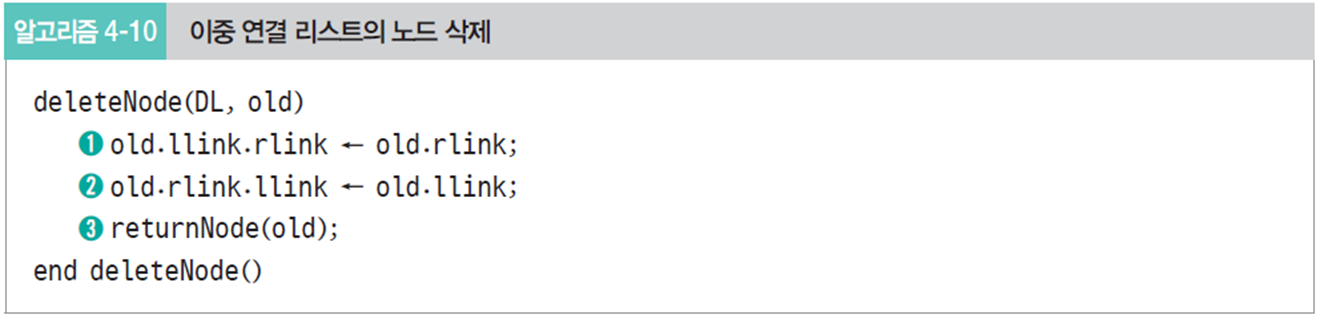 알고리즘 4-10 이중 연결 리스트의 노드 삭제
deleteNode(DL, old)
❶ old.llink.rlink ← old.rlink;
❷ old.rlink.llink ← old.llink;
❸ returnNode(old);
end deleteNode()